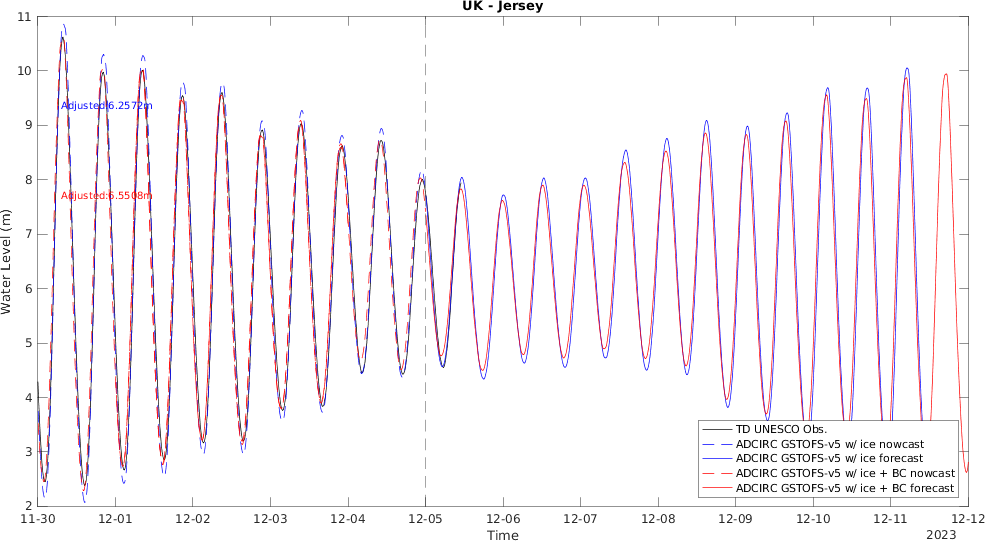 UK - Jersey
11
10
9
8
7
6
5
4
3
2
Water Level (m)
Adjusted:6.2572m
Adjusted:6.5508m
TD UNESCO Obs.
ADCIRC GSTOFS-v5 w/ ice nowcast
ADCIRC GSTOFS-v5 w/ ice forecast
ADCIRC GSTOFS-v5 w/ ice + BC nowcast
ADCIRC GSTOFS-v5 w/ ice + BC forecast
11-30 12-01 12-02 12-03 12-04 12-05 12-06 12-07 12-08 12-09 12-10 12-11 12-12
Time
2023